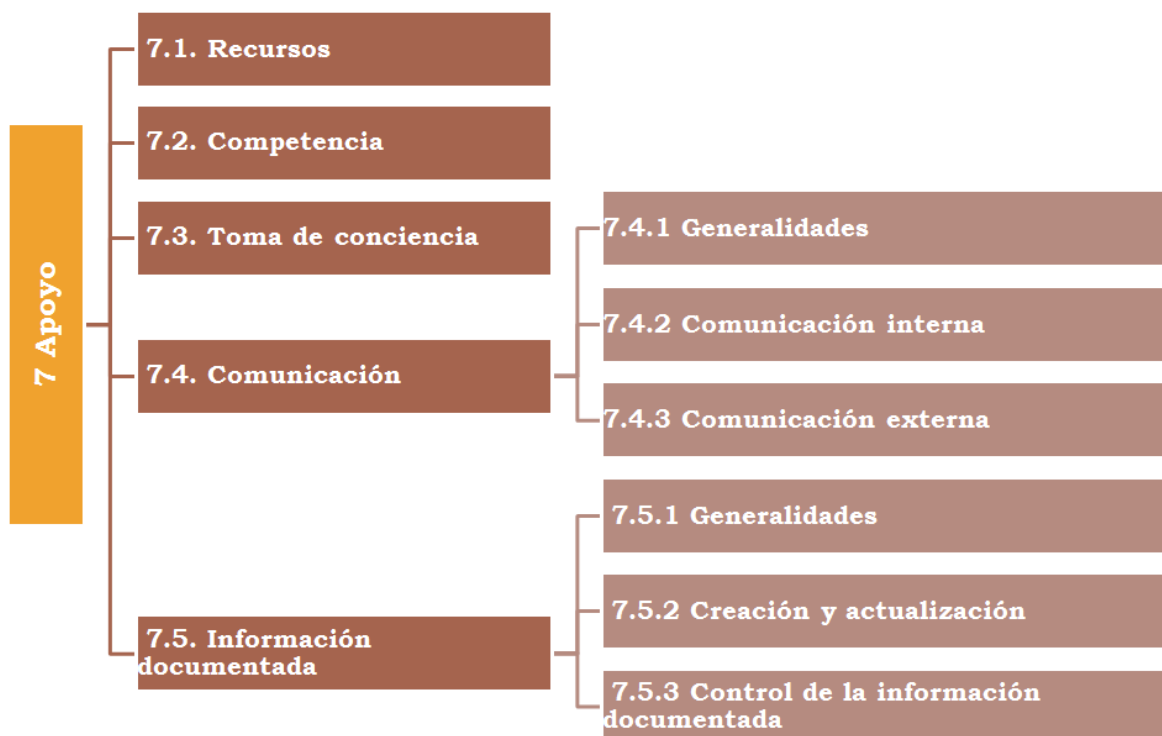 7 Apoyo
7.1. Recursos
7.2. Competencia
7.3. Toma de conciencia
7.4. Comunicación
7.4.1 Generalidades
7.4.2 Comunicación interna
7.4.3 Comunicación externa
7.5. Información
documentada
7.5.1 Generalidades
7.5.2 Creación y actualización
7.5.3 Control de la información
documentada